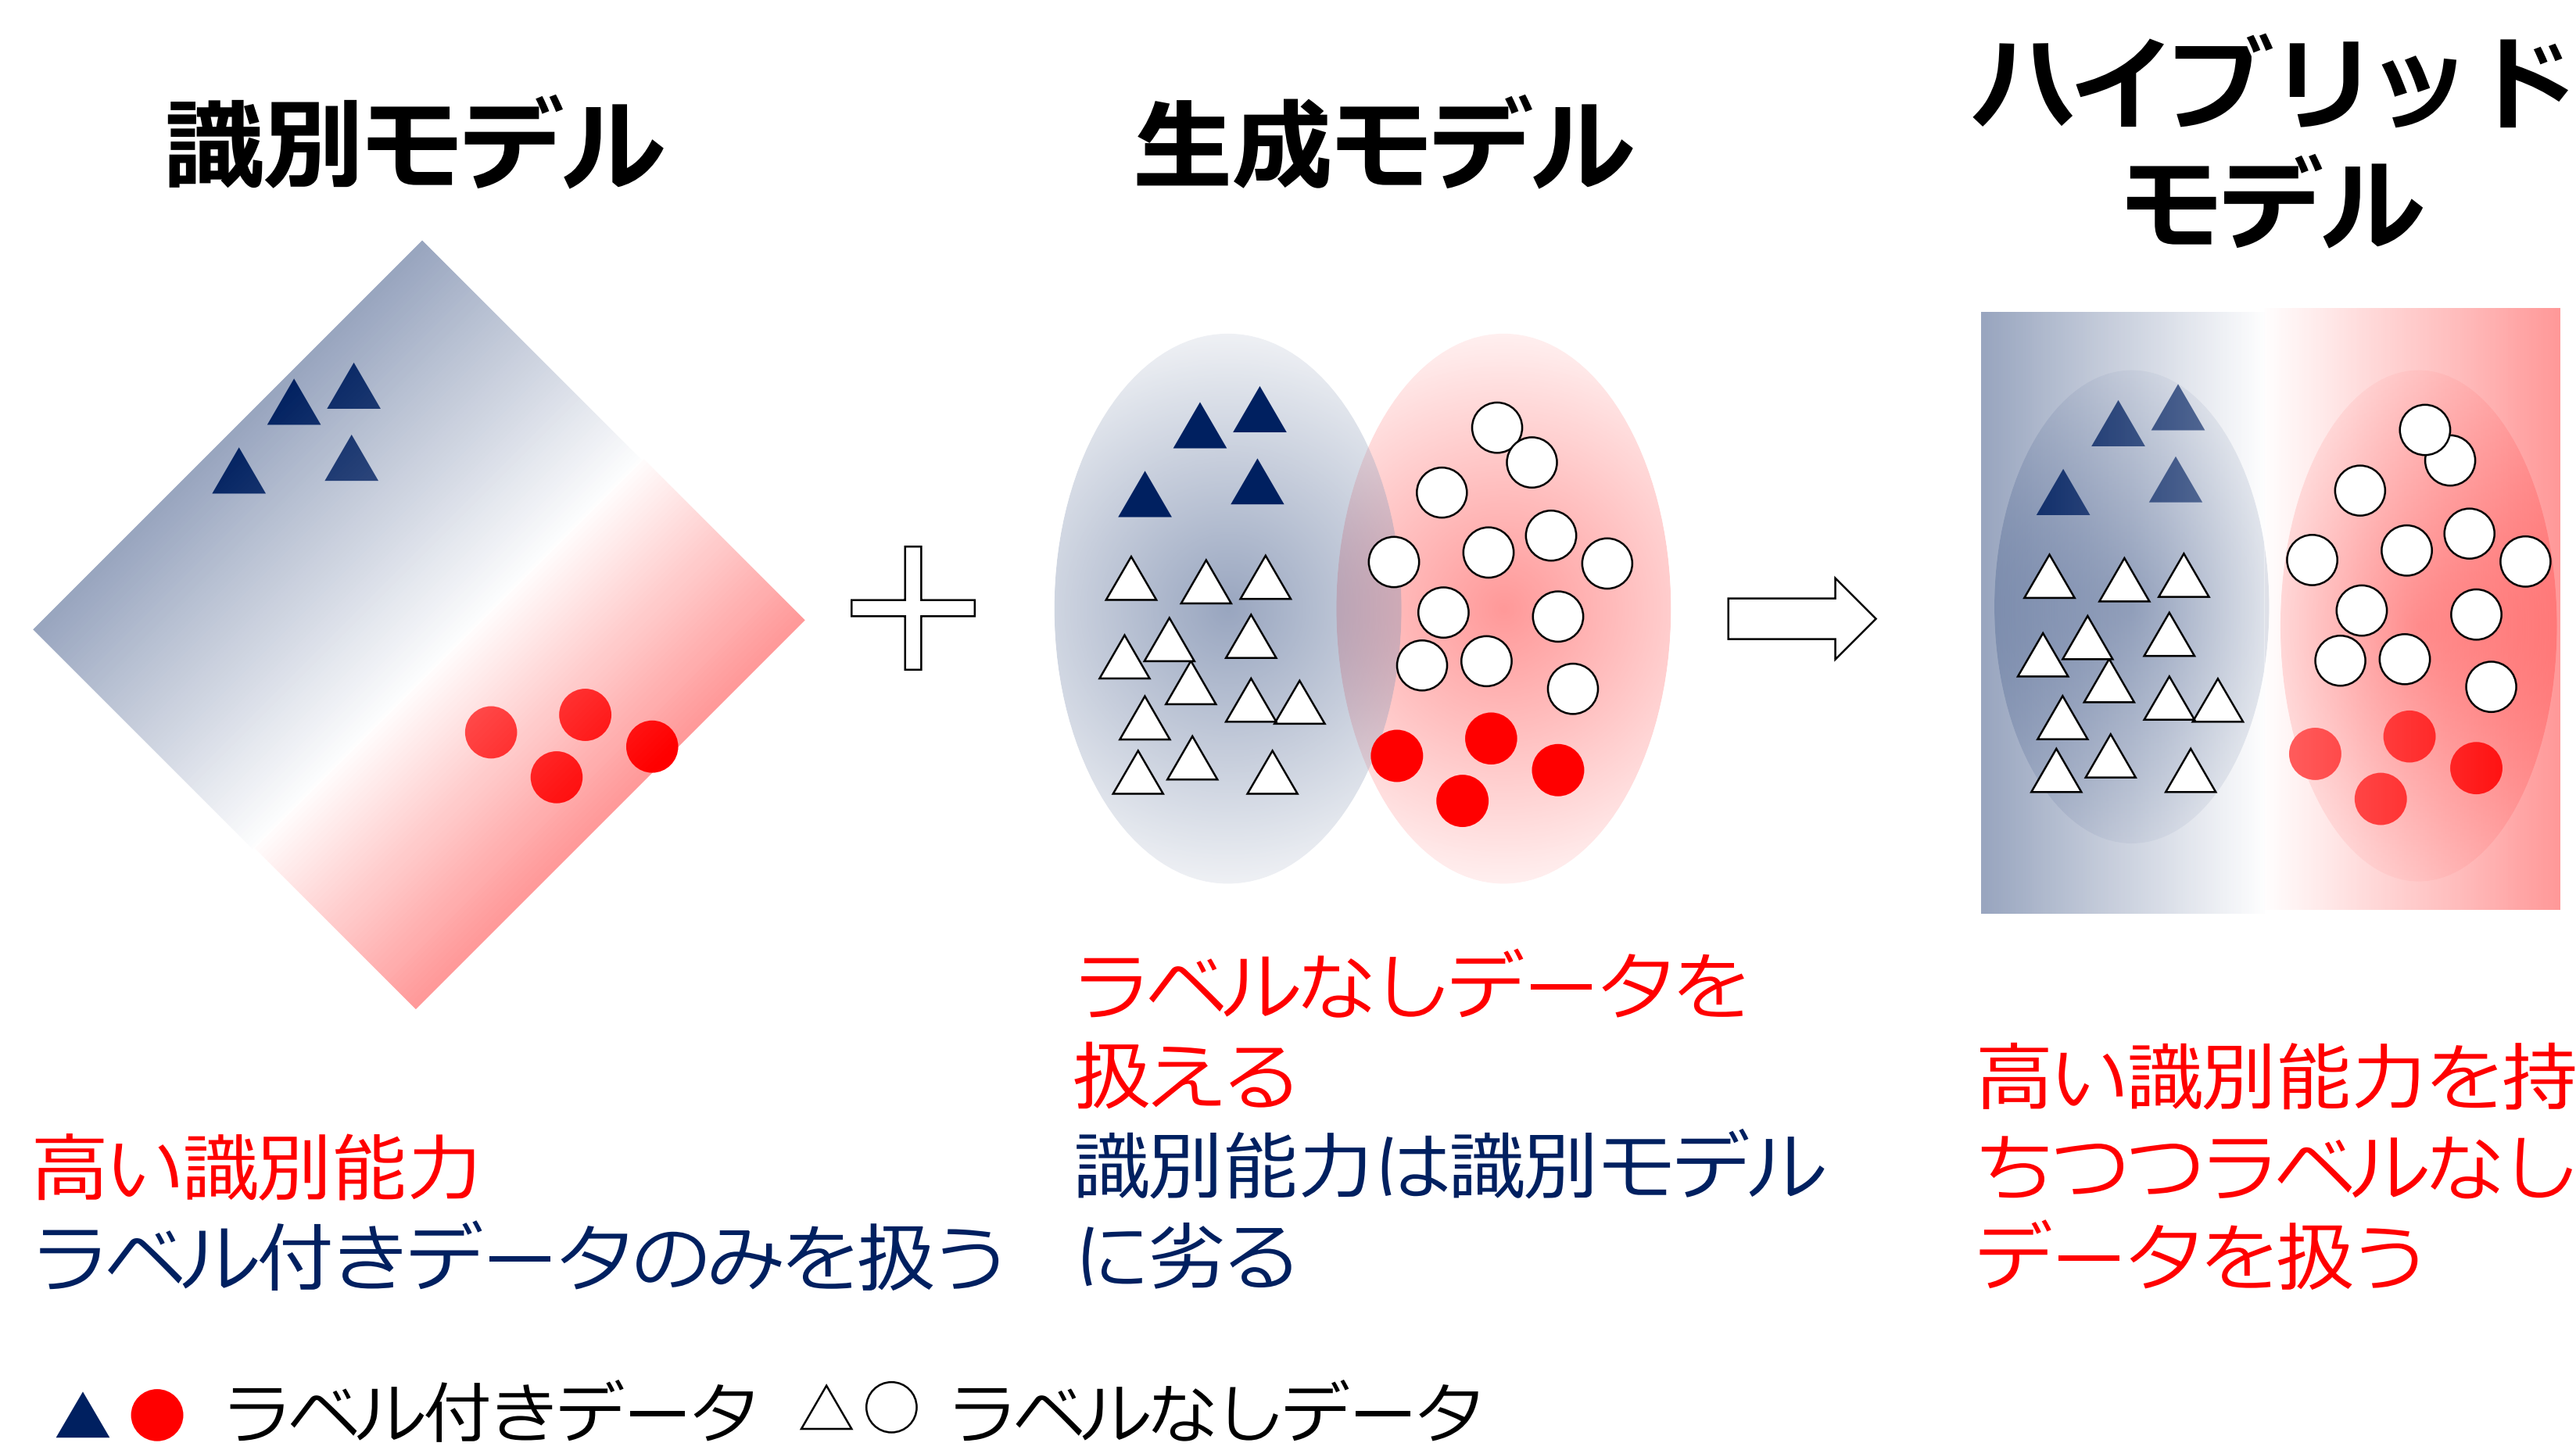 識別モデル
生成モデル
ハイブリッド
モデル
高い識別能力
ラベル付きデータのみを扱う
ラベルなしデータを
扱える
識別能力は識別モデル
に劣る
高い識別能力を持
ちつつラベルなし
データを扱う
ラベル付きデータ
ラベルなしデータ